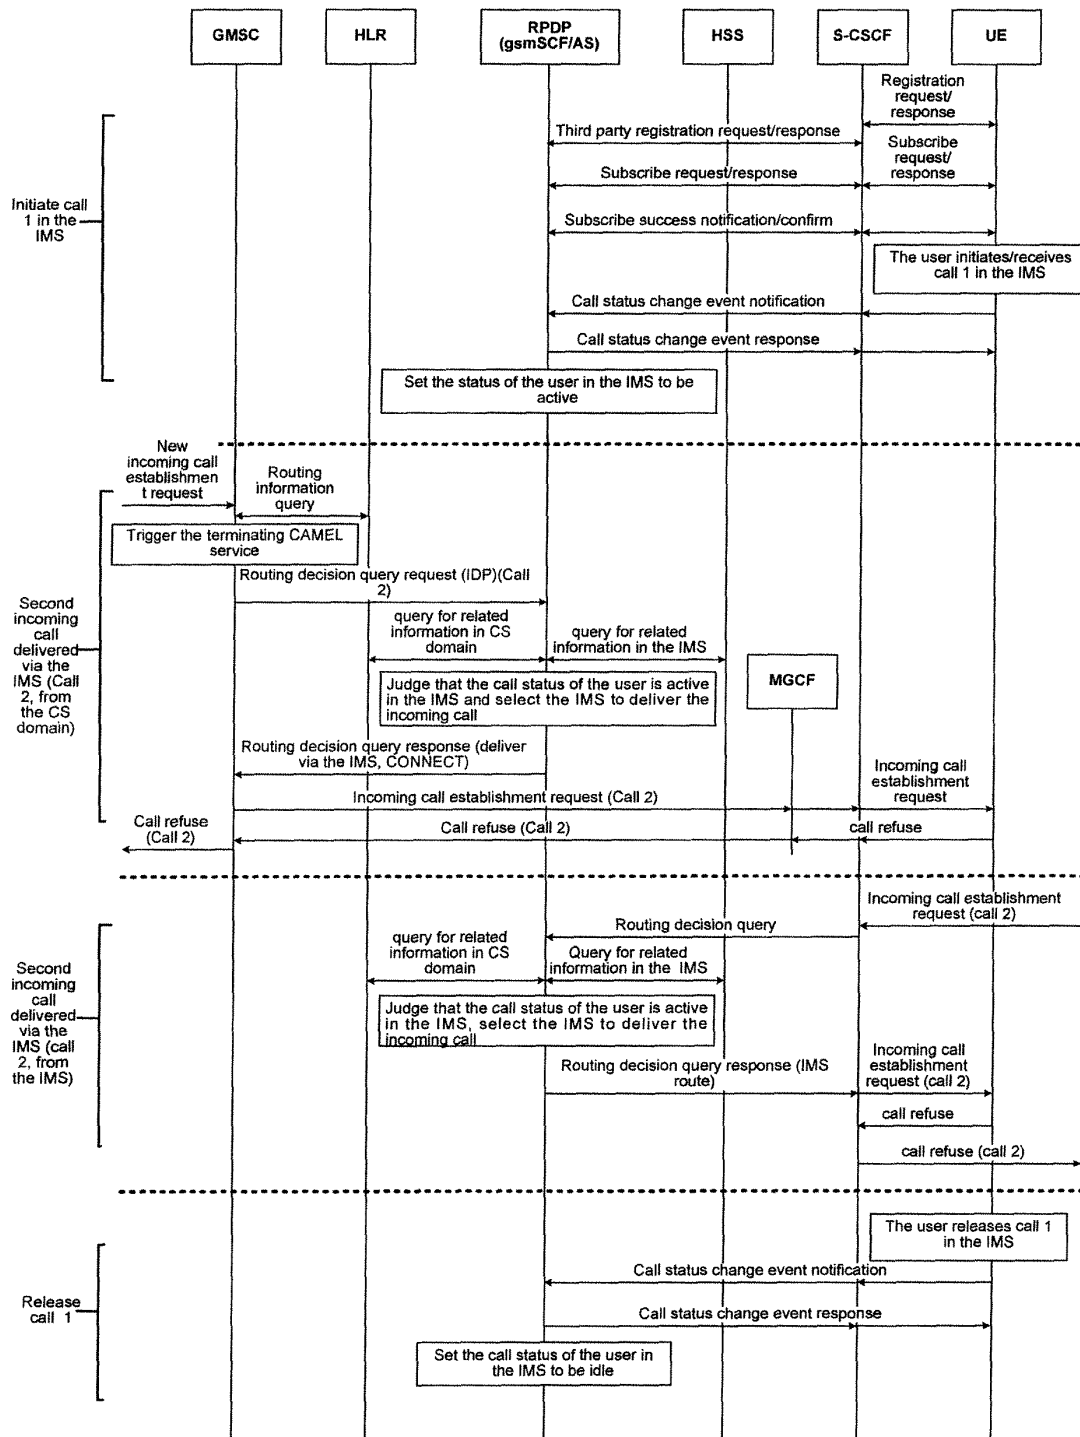 GMSC
HLR
RPDP
(gsmSCF/AS)
HSS
S-CSCF
UE
Registration
request/
response
Third party registration request/response
Subscribe
request/
response
Subscribe request/response
Initiate call
1 in the
IMS
Subscribe success notification/confirm
The user initiates/receives
call 1 in the IMS
Call status change event notification
Call status change event response
Set the status of the user in the IMS to be
active
New
incoming call
establishmen
t request
Routing
information
query
Trigger the terminating CAMEL
service
Routing decision query request (IDP)(Call
2)
Second
incoming
call
delivered
via the
IMS (Call
2, from
the CS
domain)
query for related
information in CS
domain
query for related
information in the IMS
MGCF
Judge that the call status of the user is active
in the IMS and select the IMS to deliver the
incoming call
Routing decision query response (deliver
via the IMS, CONNECT)
Incoming call
establishment
request
Incoming call establishment request (Call 2)
Call refuse
(Call 2)
Call refuse (Call 2)
call refuse
Incoming call establishment
request (call 2)
Routing decision query
query for related
information in CS
domain
Query for related
information in the IMS
Second
incoming
call
delivered
via the
IMS (call
2, from
the IMS)
Judge that the call status of the user is active
in the IMS, select the IMS to deliver the
incoming call
Routing decision query response (IMS
route)
Incoming call
establishment
request (call 2)
call refuse
call refuse (call 2)
The user releases call 1
in the IMS
Call status change event notification
Release
call 1
Call status change event response
Set the call status of the user in
the IMS to be idle